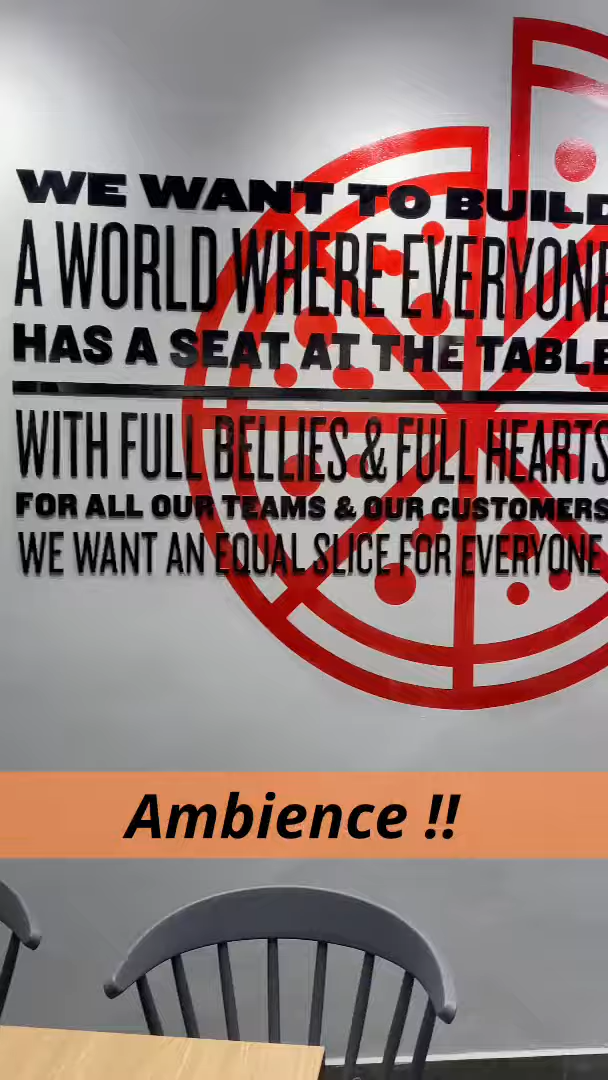 WE WANT TO BUILD
A WORLD WHERE EVERYONE
HAS A SEAT AT THE TABLE
WITH FULL BELLIES & FULL HEARTS
FOR ALL OUR TEAMS & OUR CUSTOMERS
WE WANT AN EQUAL SLICE FOR EVERYONE
Ambience !!